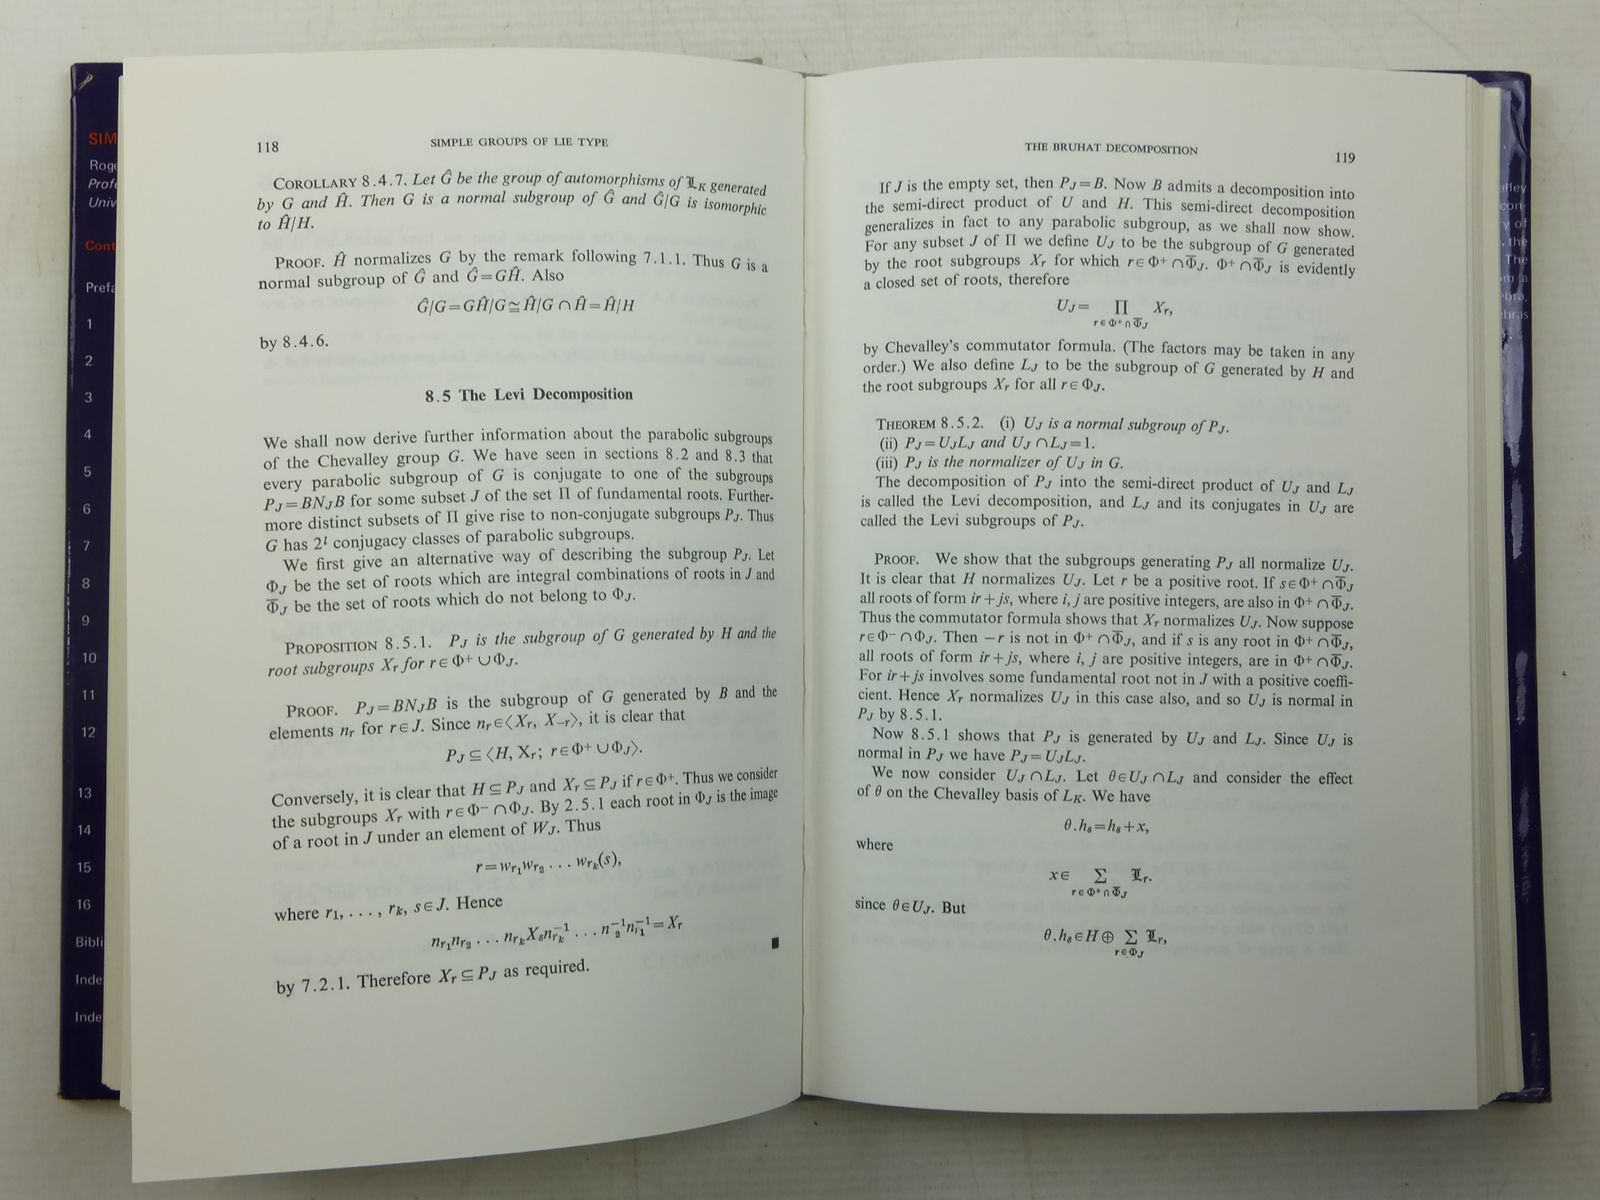 SIM
Roge
Profe
Univ
Cont
Prefa
1
2
3
4
5
6
7
8
9
10
11
12
13
14
15
16
Bibli
Inde
Inde
118 SIMPLE GROUPS OF LIE TYPE
COROLLARY 8.4.7. Let Ĝ be the group of automorphisms of 𝔏_K generated
by G and Ĥ. Then G is a normal subgroup of Ĝ and Ĝ/G is isomorphic
to Ĥ/H.
PROOF. Ĥ normalizes G by the remark following 7.1.1. Thus G is a
normal subgroup of Ĝ and Ĝ=GĤ. Also
Ĝ/G=GĤ/G≅Ĥ/G∩Ĥ=Ĥ/H
by 8.4.6.
8.5 The Levi Decomposition
We shall now derive further information about the parabolic subgroups
of the Chevalley group G. We have seen in sections 8.2 and 8.3 that
every parabolic subgroup of G is conjugate to one of the subgroups
P_J=BN_JB for some subset J of the set Π of fundamental roots. Further-
more distinct subsets of Π give rise to non-conjugate subgroups P_J. Thus
G has 2^l conjugacy classes of parabolic subgroups.
We first give an alternative way of describing the subgroup P_J. Let
Φ_J be the set of roots which are integral combinations of roots in J and
Φ̅_J be the set of roots which do not belong to Φ_J.
PROPOSITION 8.5.1. P_J is the subgroup of G generated by H and the
root subgroups X_r for r∈Φ⁺∪Φ_J.
PROOF. P_J=BN_JB is the subgroup of G generated by B and the
elements n_r for r∈J. Since n_r∈⟨X_r, X_−r⟩, it is clear that
P_J⊆⟨H, X_r; r∈Φ⁺∪Φ_J⟩.
Conversely, it is clear that H⊆P_J and X_r⊆P_J if r∈Φ⁺. Thus we consider
the subgroups X_r with r∈Φ⁻∩Φ_J. By 2.5.1 each root in Φ_J is the image
of a root in J under an element of W_J. Thus
r=w_r₁w_r₂ . . . w_r_k(s),
where r₁, . . ., r_k, s∈J. Hence
n_r₁n_r₂ . . . n_r_kX_sn_r_k⁻¹ . . . n_2⁻¹n_r₁⁻¹=X_r
by 7.2.1. Therefore X_r⊆P_J as required. ∎
THE BRUHAT DECOMPOSITION 119
If J is the empty set, then P_J=B. Now B admits a decomposition into
the semi-direct product of U and H. This semi-direct decomposition
generalizes in fact to any parabolic subgroup, as we shall now show.
For any subset J of Π we define U_J to be the subgroup of G generated
by the root subgroups X_r for which r∈Φ⁺∩Φ̅_J. Φ⁺∩Φ̅_J is evidently
a closed set of roots, therefore
U_J= Π X_r,
r∈Φ⁺∩Φ̅_J
by Chevalley's commutator formula. (The factors may be taken in any
order.) We also define L_J to be the subgroup of G generated by H and
the root subgroups X_r for all r∈Φ_J.
THEOREM 8.5.2. (i) U_J is a normal subgroup of P_J.
(ii) P_J=U_JL_J and U_J∩L_J=1.
(iii) P_J is the normalizer of U_J in G.
The decomposition of P_J into the semi-direct product of U_J and L_J
is called the Levi decomposition, and L_J and its conjugates in U_J are
called the Levi subgroups of P_J.
PROOF. We show that the subgroups generating P_J all normalize U_J.
It is clear that H normalizes U_J. Let r be a positive root. If s∈Φ⁺∩Φ̅_J
all roots of form ir+js, where i, j are positive integers, are also in Φ⁺∩Φ̅_J.
Thus the commutator formula shows that X_r normalizes U_J. Now suppose
r∈Φ⁻∩Φ_J. Then −r is not in Φ⁺∩Φ̅_J, and if s is any root in Φ⁺∩Φ̅_J,
all roots of form ir+js, where i, j are positive integers, are in Φ⁺∩Φ̅_J.
For ir+js involves some fundamental root not in J with a positive coeffi-
cient. Hence X_r normalizes U_J in this case also, and so U_J is normal in
P_J by 8.5.1.
Now 8.5.1 shows that P_J is generated by U_J and L_J. Since U_J is
normal in P_J we have P_J=U_JL_J.
We now consider U_J∩L_J. Let θ∈U_J∩L_J and consider the effect
of θ on the Chevalley basis of L_K. We have
θ.h_s=h_s+x,
where
x∈ Σ 𝔏_r.
r∈Φ⁺∩Φ̅_J
since θ∈U_J. But
θ.h_s∈H⊕ Σ 𝔏_r,
r∈Φ_J